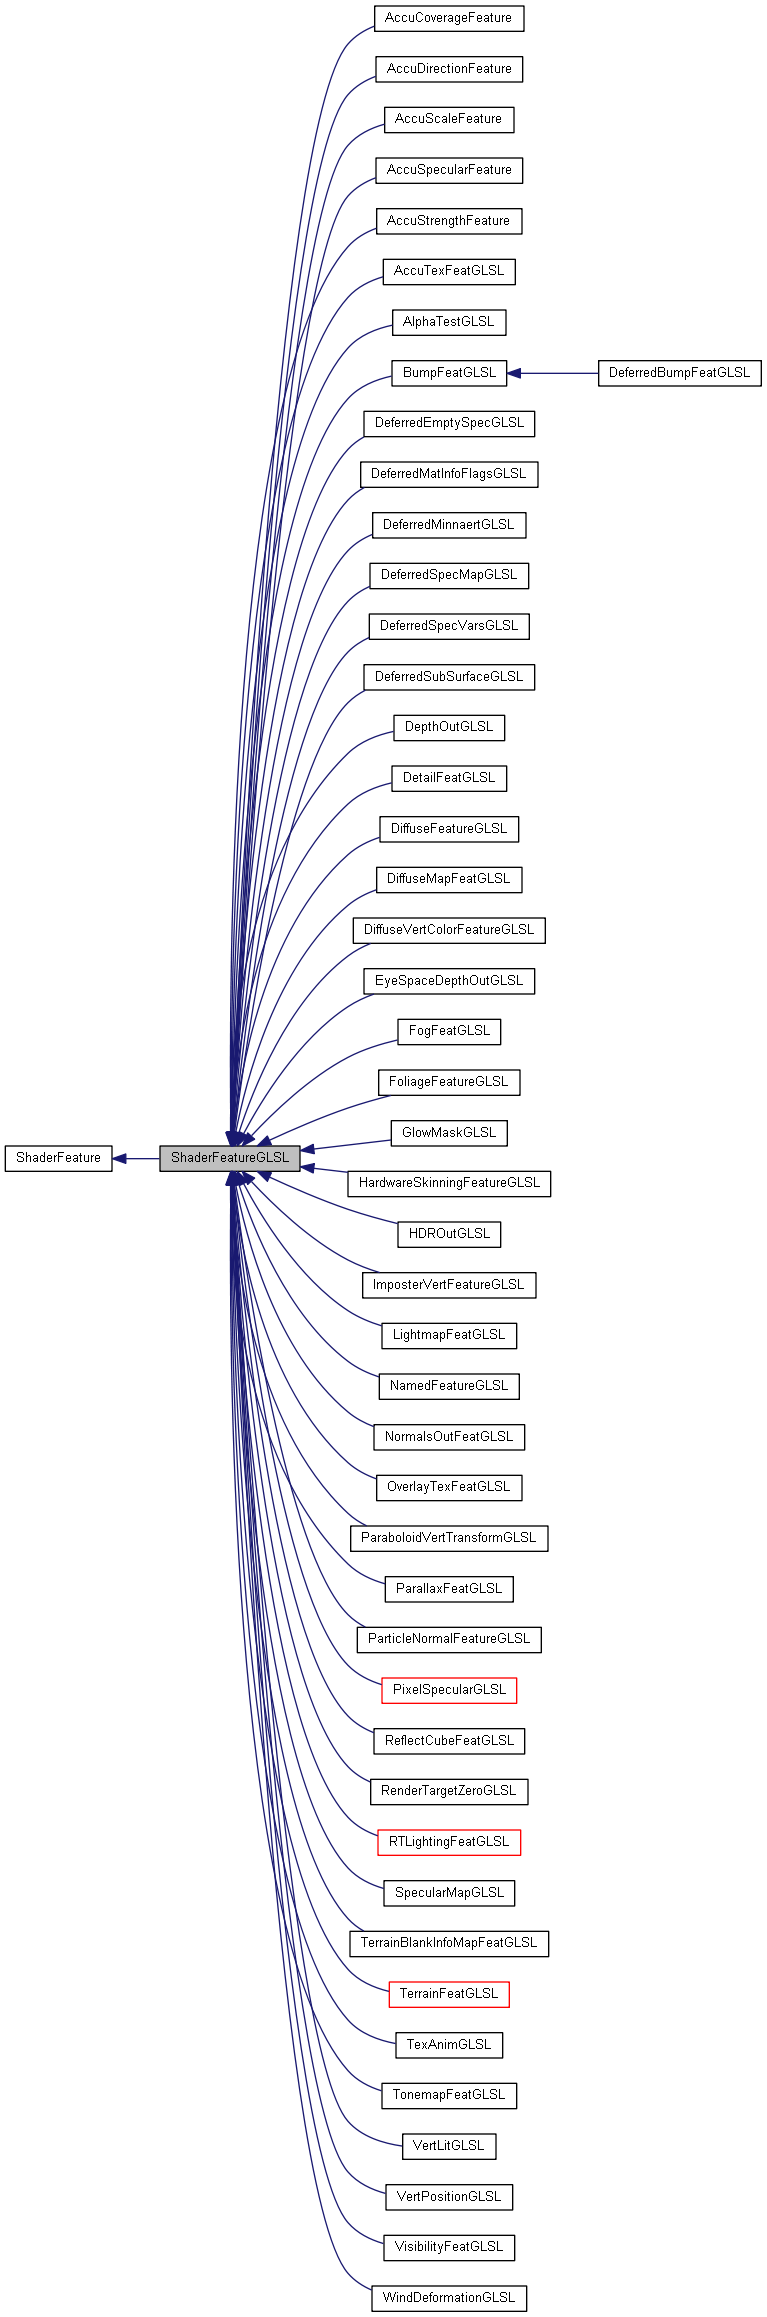 AccuCoverageFeature
AccuDirectionFeature
AccuScaleFeature
AccuSpecularFeature
AccuStrengthFeature
AccuTexFeatGLSL
AlphaTestGLSL
BumpFeatGLSL
DeferredBumpFeatGLSL
DeferredEmptySpecGLSL
DeferredMatInfoFlagsGLSL
DeferredMinnaertGLSL
DeferredSpecMapGLSL
DeferredSpecVarsGLSL
DeferredSubSurfaceGLSL
DepthOutGLSL
DetailFeatGLSL
DiffuseFeatureGLSL
DiffuseMapFeatGLSL
DiffuseVertColorFeatureGLSL
EyeSpaceDepthOutGLSL
FogFeatGLSL
FoliageFeatureGLSL
GlowMaskGLSL
ShaderFeature
ShaderFeatureGLSL
HardwareSkinningFeatureGLSL
HDROutGLSL
ImposterVertFeatureGLSL
LightmapFeatGLSL
NamedFeatureGLSL
NormalsOutFeatGLSL
OverlayTexFeatGLSL
ParaboloidVertTransformGLSL
ParallaxFeatGLSL
ParticleNormalFeatureGLSL
PixelSpecularGLSL
ReflectCubeFeatGLSL
RenderTargetZeroGLSL
RTLightingFeatGLSL
SpecularMapGLSL
TerrainBlankInfoMapFeatGLSL
TerrainFeatGLSL
TexAnimGLSL
TonemapFeatGLSL
VertLitGLSL
VertPositionGLSL
VisibilityFeatGLSL
WindDeformationGLSL